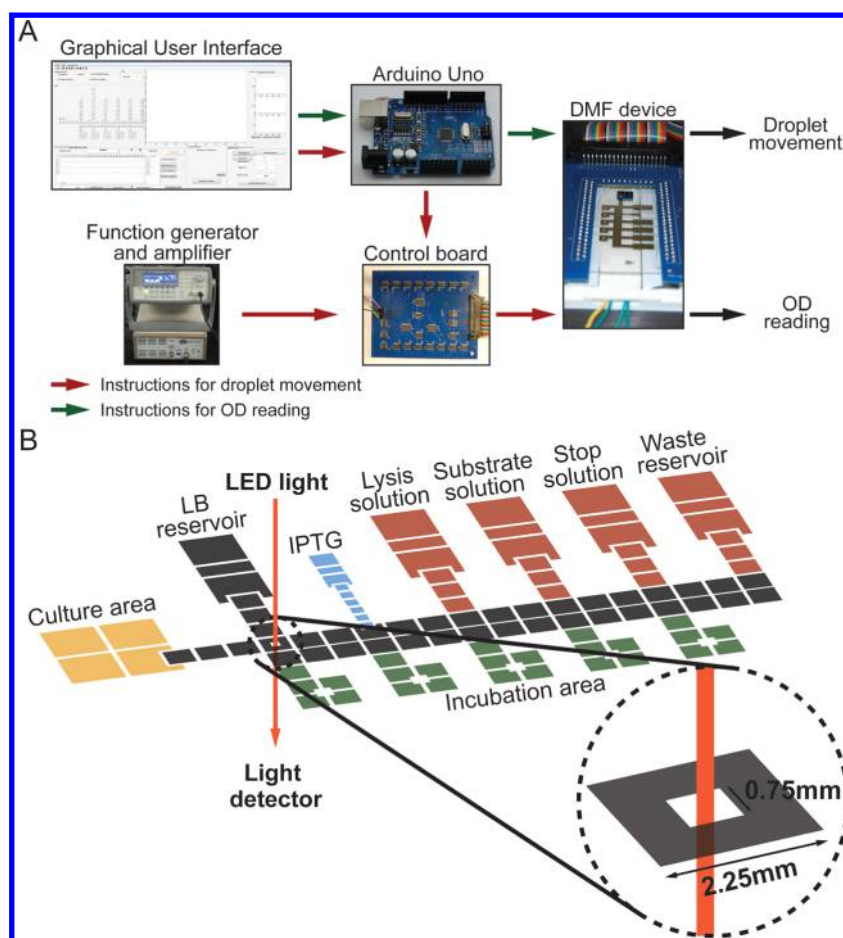 A
Graphical User Interface
Arduino Uno
DMF device
Droplet
movement
Function generator
and amplifier
Control board
OD
reading
Instructions for droplet movement
Instructions for OD reading
B
LED light
LB
reservoir
IPTG
Lysis
solution
Substrate
solution
Stop
solution
Waste
reservoir
Culture area
Incubation area
Light
detector
0.75mm
2.25mm